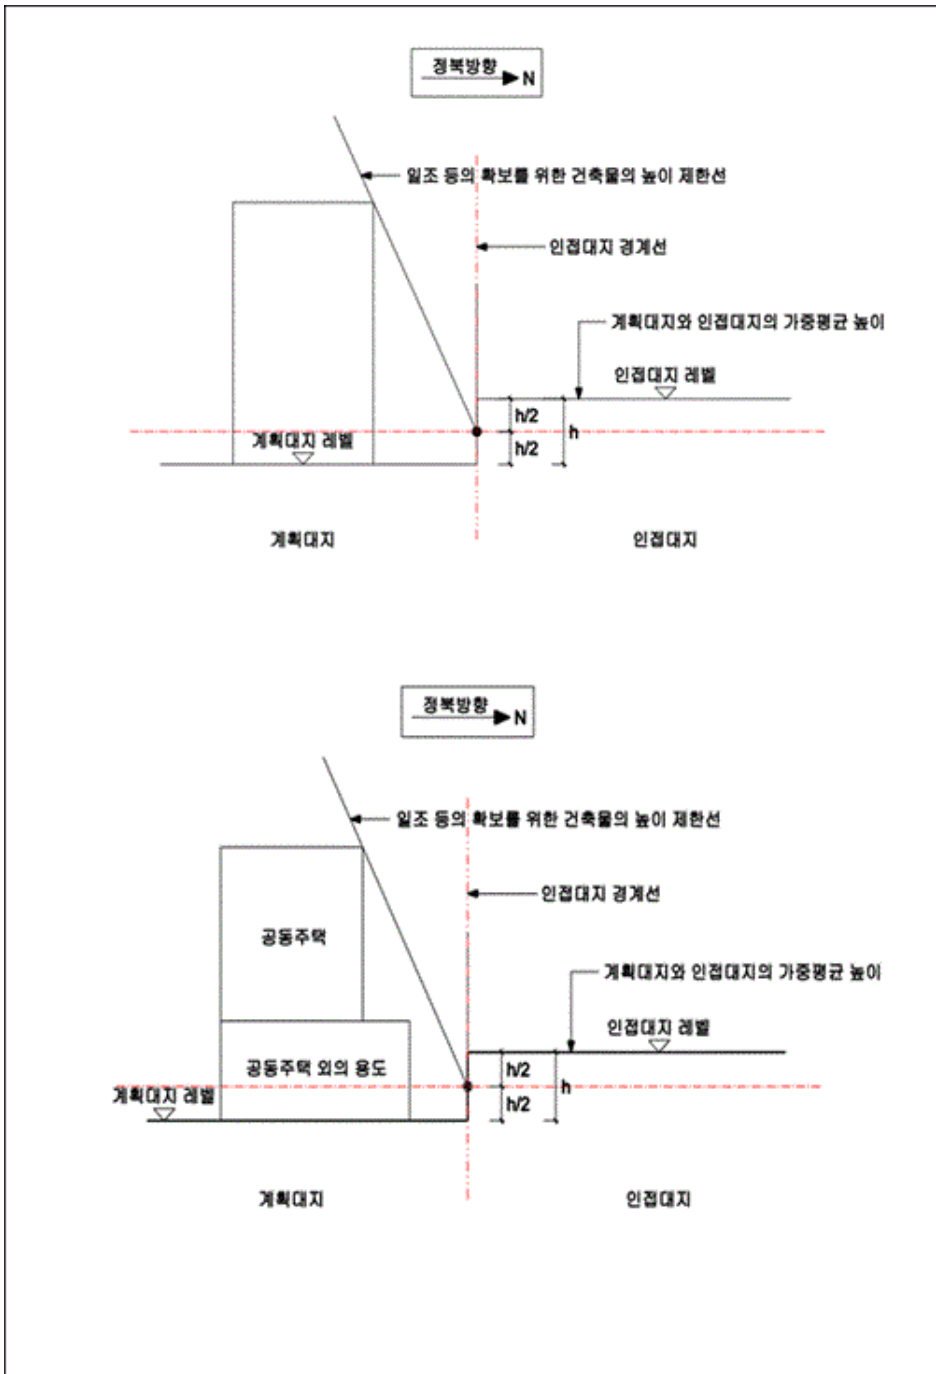 정북방향
N
일조 등의 확보를 위한 건축물의 높이 제한선
인접대지 경계선
계획대지와 인접대지의 가중평균 높이
인접대지 레벨
h/2
h
계획대지 레벨
h/2
계획대지
인접대지
정북방향
N
일조 등의 확보를 위한 건축물의 높이 제한선
인접대지 경계선
공동주택
계획대지와 인접대지의 가중평균 높이
인접대지 레벨
공동주택 외의 용도
h/2
h
계획대지 레벨
h/2
계획대지
인접대지